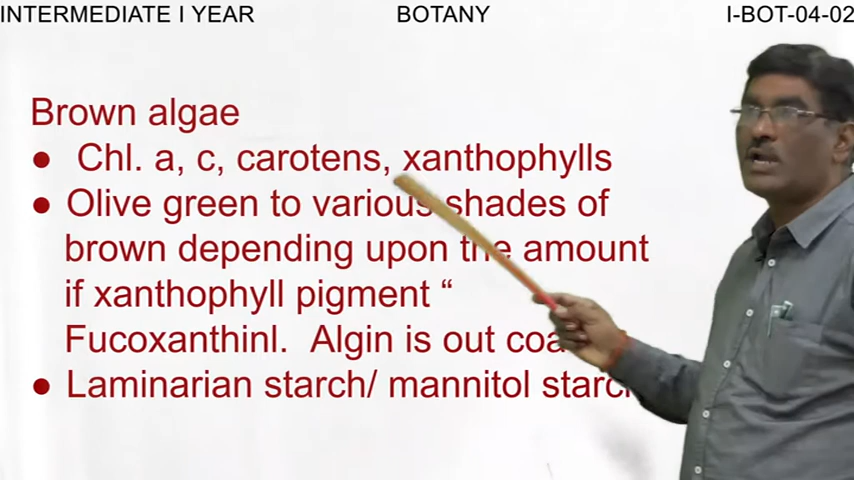 INTERMEDIATE I YEAR BOTANY I-BOT-04-02
Brown algae
● Chl. a, c, carotens, xanthophylls
● Olive green to various shades of
brown depending upon the amount
if xanthophyll pigment “
Fucoxanthinl. Algin is out
● Laminarian starch/ mannitol starch